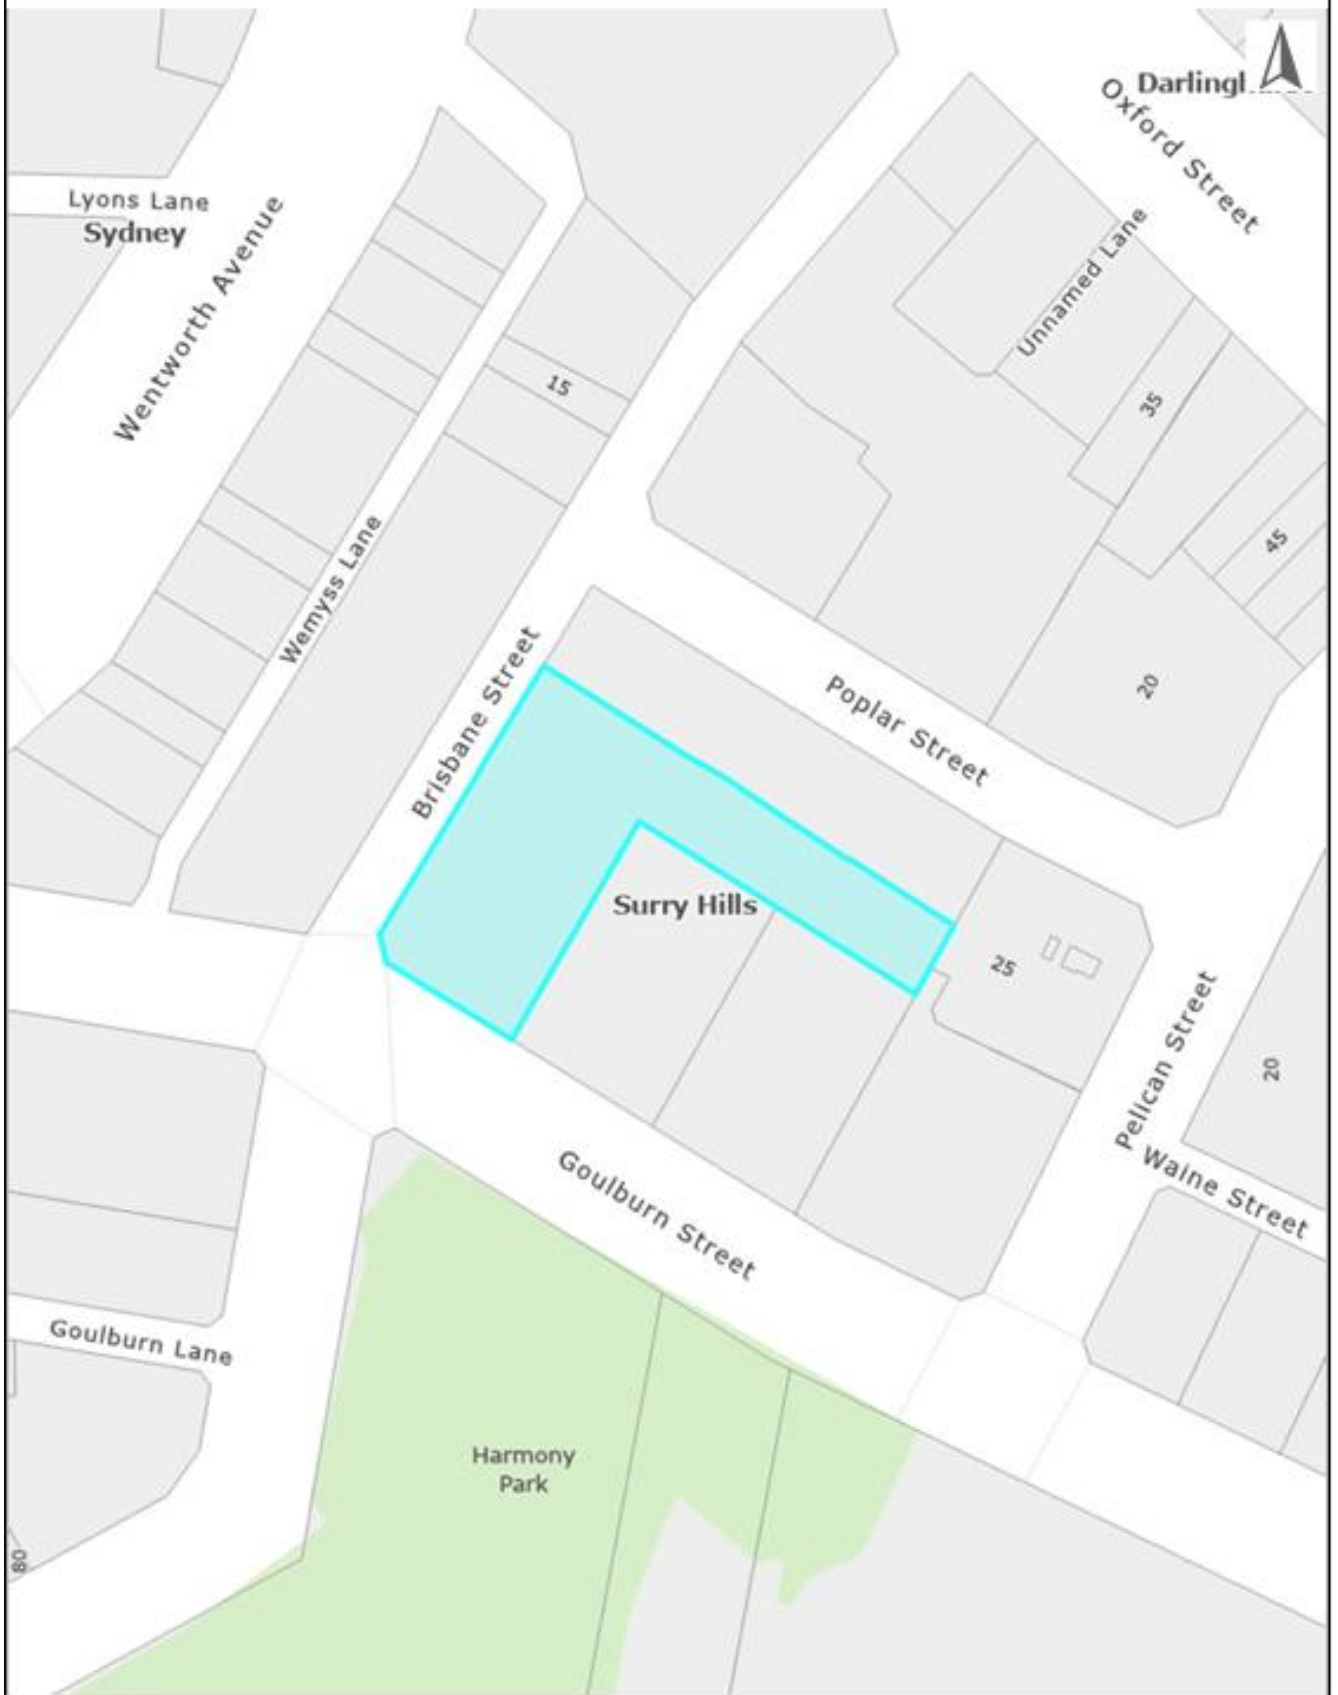 Darlingh
Oxford Street
Lyons Lane
Sydney
Wentworth Avenue
Unnamed Lane
15
35
45
Wemyss Lane
Brisbane Street
Poplar Street
20
Surry Hills
25
Pelican Street
20
Waine Street
Goulburn Street
Goulburn Lane
Harmony
Park
80